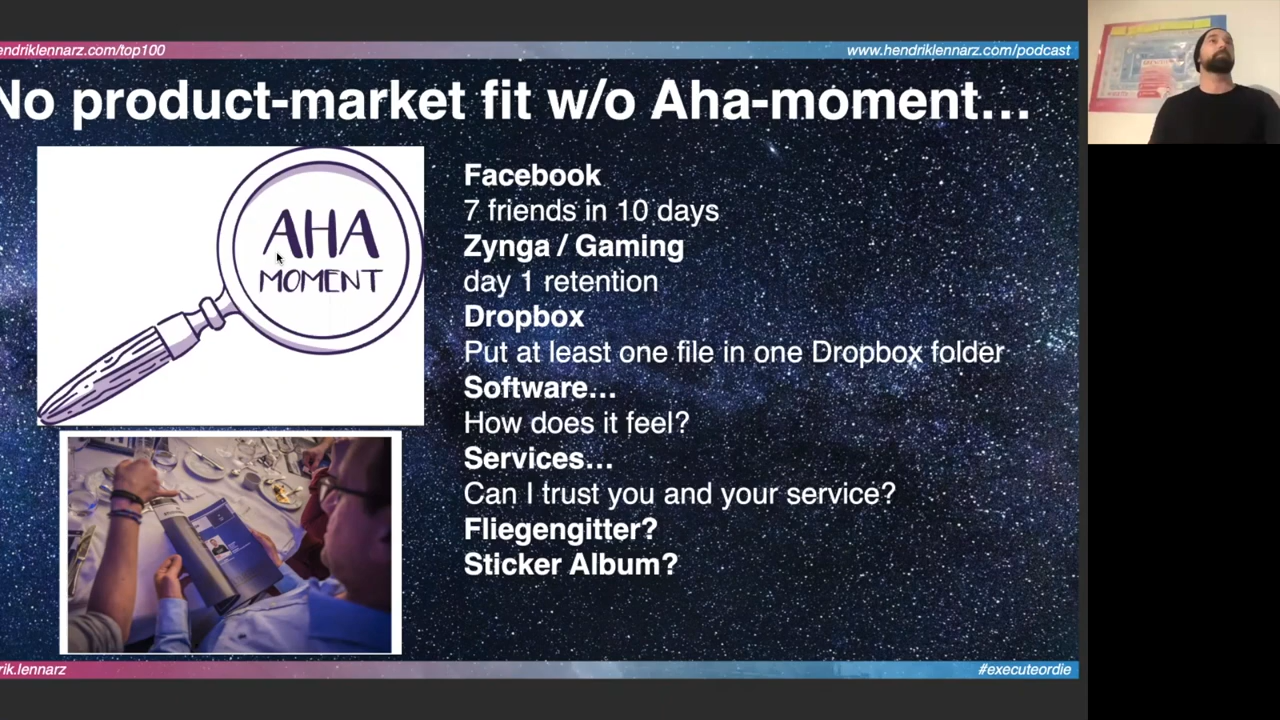 endriklennarz.com/top100
www.hendriklennarz.com/podcast
No product-market fit w/o Aha-moment…
AHA
MOMENT
Facebook
7 friends in 10 days
Zynga / Gaming
day 1 retention
Dropbox
Put at least one file in one Dropbox folder
Software…
How does it feel?
Services…
Can I trust you and your service?
Fliegengitter?
Sticker Album?
rik.lennarz
#executeordie